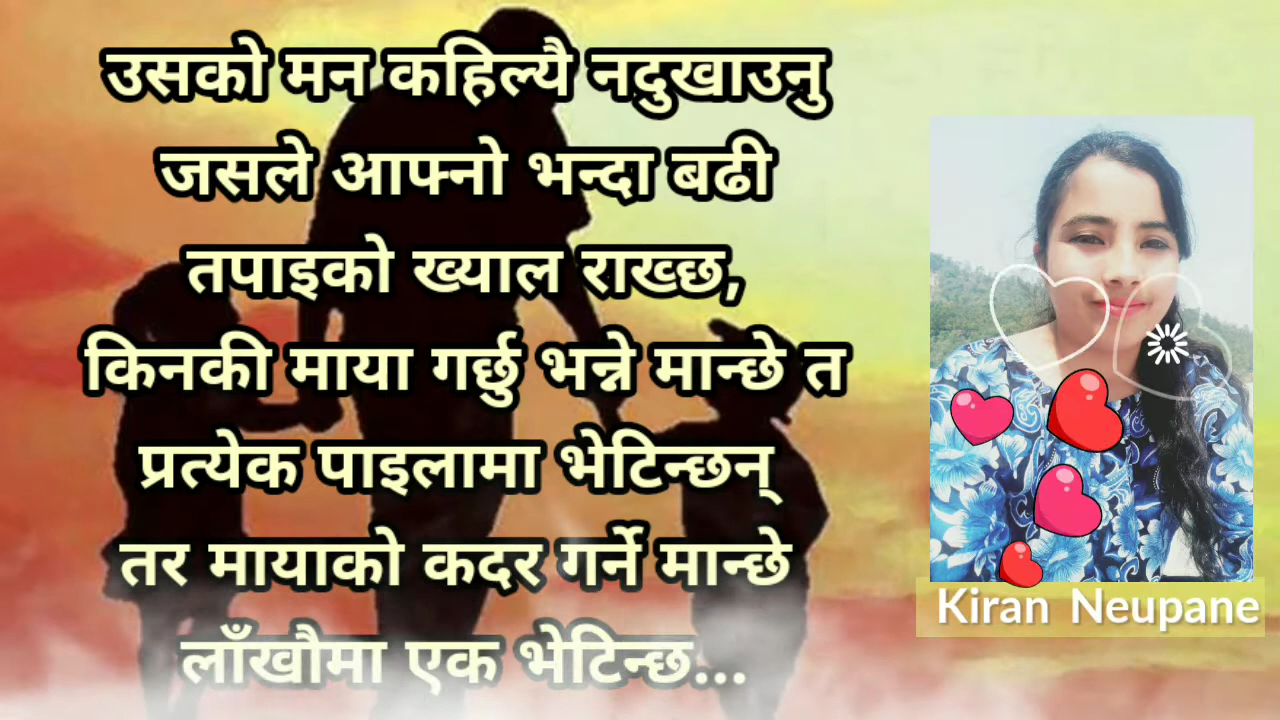 उसको मन कहिल्यै नदुखाउनु
जसले आफ्नो भन्दा बढी
तपाइको ख्याल राख्छ,
किनकी माया गर्छु भन्ने मान्छे त
प्रत्येक पाइलामा भेटिन्छन्
तर मायाको कदर गर्ने मान्छे
लाँखौमा एक भेटिन्छ...
Kiran Neupane